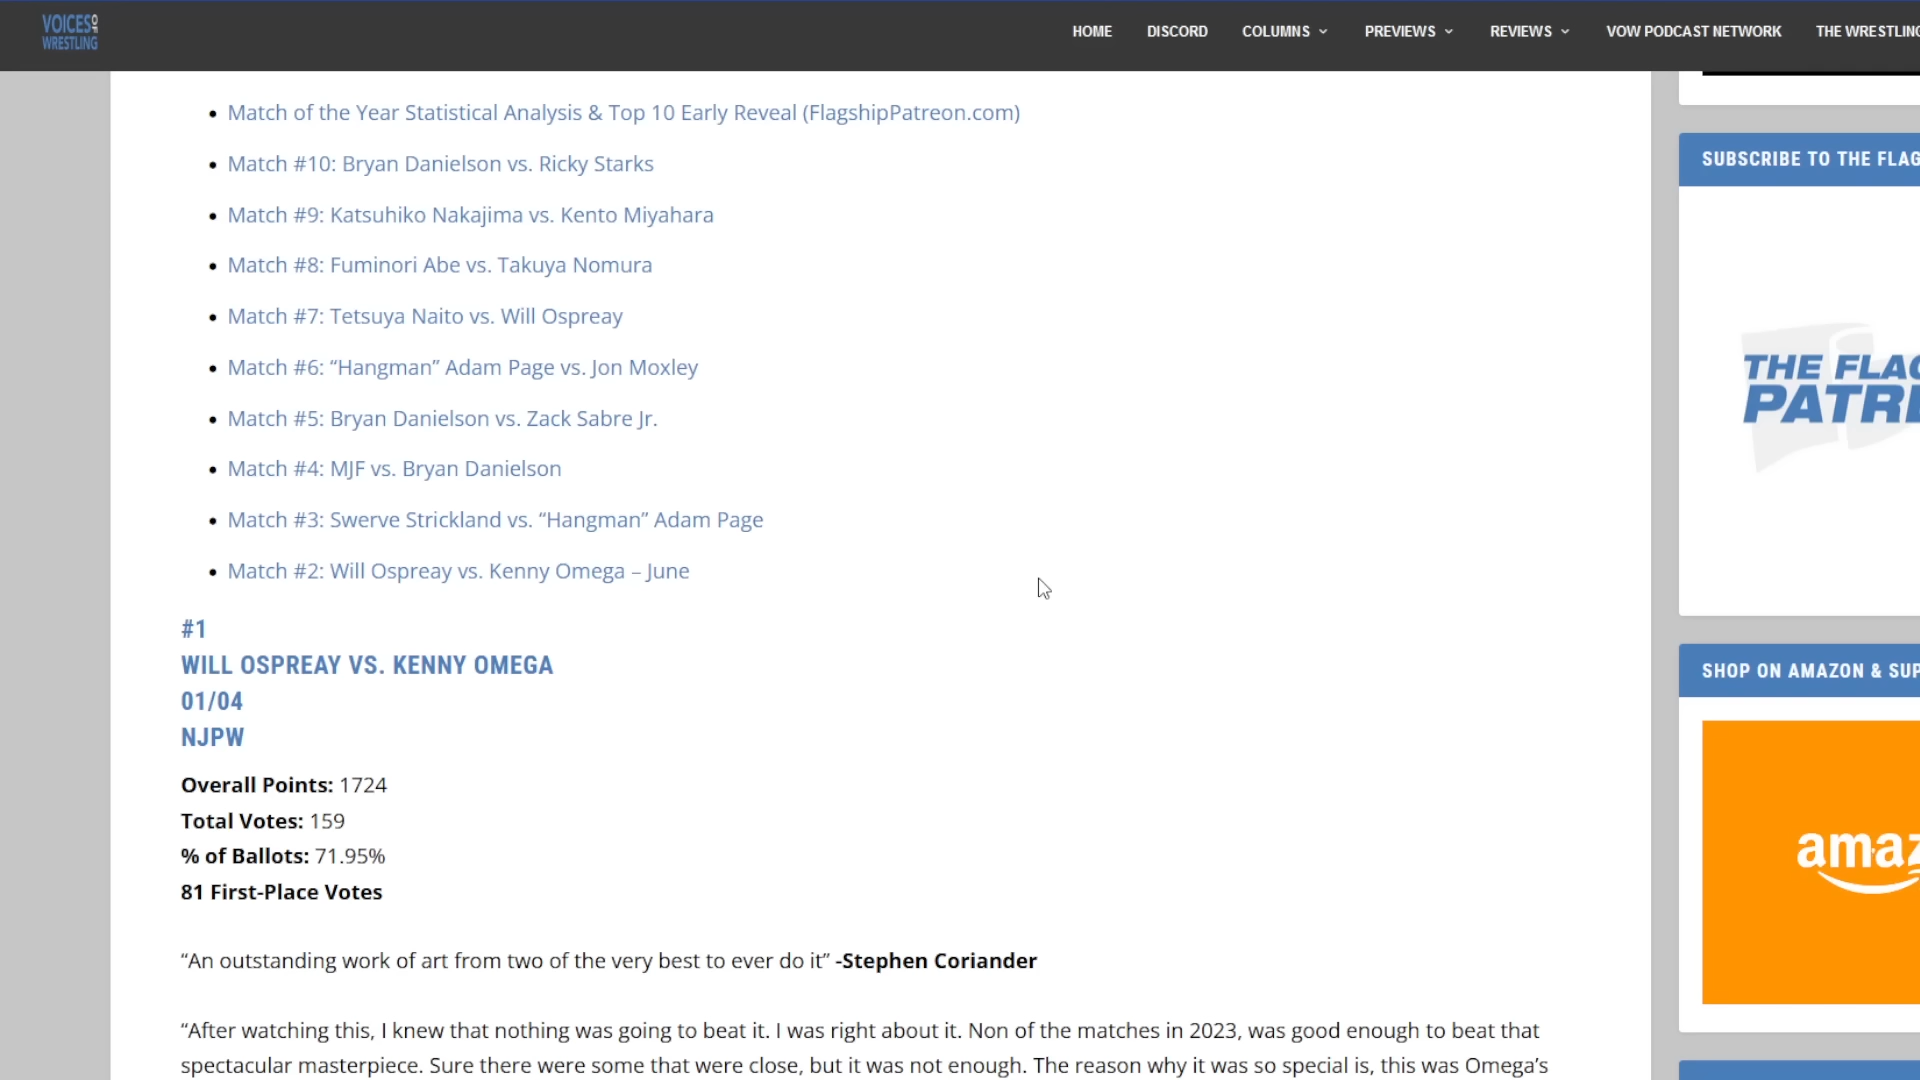 VOICES OF
WRESTLING
HOME DISCORD COLUMNS PREVIEWS REVIEWS VOW PODCAST NETWORK THE WRESTLING
Match of the Year Statistical Analysis & Top 10 Early Reveal (FlagshipPatreon.com)
Match #10: Bryan Danielson vs. Ricky Starks
Match #9: Katsuhiko Nakajima vs. Kento Miyahara
Match #8: Fuminori Abe vs. Takuya Nomura
Match #7: Tetsuya Naito vs. Will Ospreay
Match #6: “Hangman” Adam Page vs. Jon Moxley
Match #5: Bryan Danielson vs. Zack Sabre Jr.
Match #4: MJF vs. Bryan Danielson
Match #3: Swerve Strickland vs. “Hangman” Adam Page
Match #2: Will Ospreay vs. Kenny Omega – June
#1
WILL OSPREAY VS. KENNY OMEGA
01/04
NJPW
Overall Points: 1724
Total Votes: 159
% of Ballots: 71.95%
81 First-Place Votes
“An outstanding work of art from two of the very best to ever do it” -Stephen Coriander
“After watching this, I knew that nothing was going to beat it. I was right about it. Non of the matches in 2023, was good enough to beat that
spectacular masterpiece. Sure there were some that were close, but it was not enough. The reason why it was so special is, this was Omega’s
SUBSCRIBE TO THE FLAG
THE FLAG
PATRE
SHOP ON AMAZON & SUP
amaz